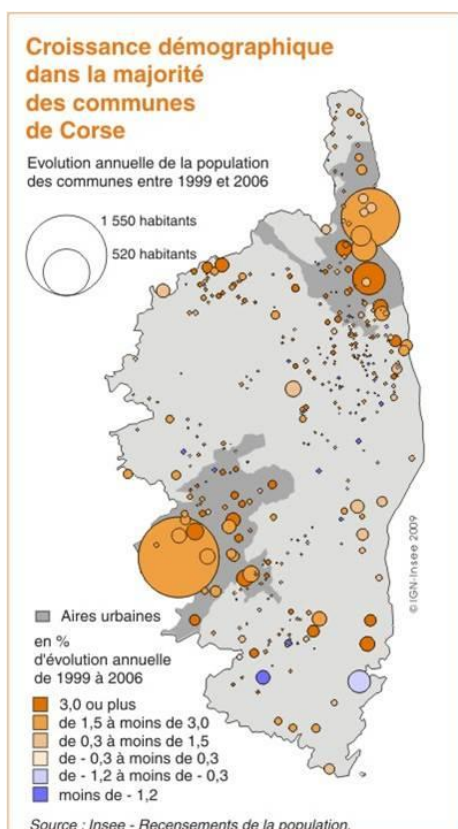 Croissance démographique
dans la majorité
des communes
de Corse
Evolution annuelle de la population
des communes entre 1999 et 2006
1 550 habitants
520 habitants
© IGN-Insee 2009
Aires urbaines
en %
d'évolution annuelle
de 1999 à 2006
3,0 ou plus
de 1,5 à moins de 3,0
de 0,3 à moins de 1,5
de - 0,3 à moins de 0,3
de - 1,2 à moins de - 0,3
moins de - 1,2
Source : Insee - Recensements de la population.